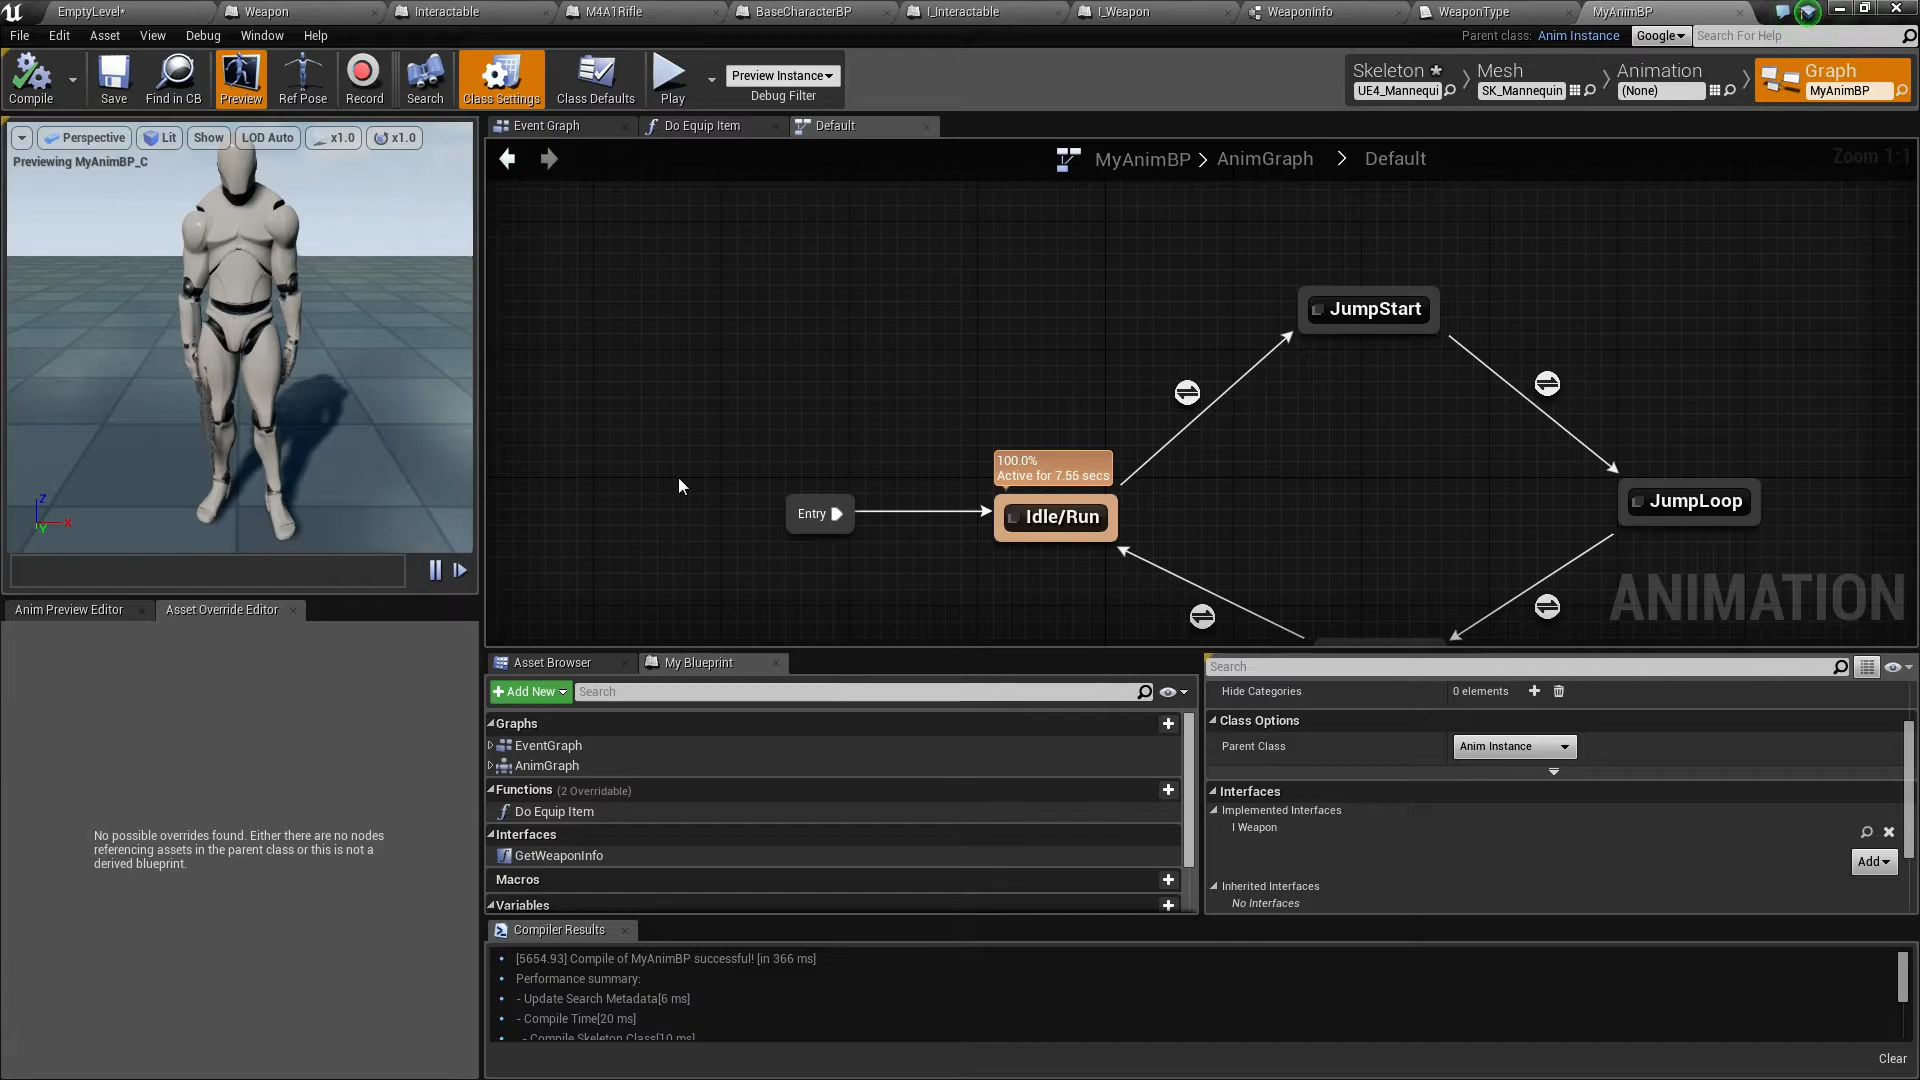 EmptyLevel*
Weapon
Interactable
M4A1Rifle
BaseCharacterBP
I_Interactable
I_Weapon
WeaponInfo
WeaponType
MyAnimBP
File Edit Asset View Debug Window Help
Parent class: Anim Instance
Google
Search For Help
Compile
Save
Find in CB
Preview
Ref Pose
Record
Search
Class Settings
Class Defaults
Play
Preview Instance
Debug Filter
Skeleton
UE4_Mannequi
Mesh
SK_Mannequin
Animation
(None)
Graph
MyAnimBP
Perspective
Lit
Show
LOD Auto
x1.0
x1.0
Previewing MyAnimBP_C
Z
X
Y
Event Graph
Do Equip Item
Default
MyAnimBP > AnimGraph > Default
Zoom 1:1
JumpStart
100.0%
Active for 7.55 secs
Entry
Idle/Run
JumpLoop
ANIMATION
Anim Preview Editor
Asset Override Editor
No possible overrides found. Either there are no nodes
referencing assets in the parent class or this is not a
derived blueprint.
Asset Browser
My Blueprint
Add New
Search
Graphs
EventGraph
AnimGraph
Functions (2 Overridable)
Do Equip Item
Interfaces
GetWeaponInfo
Macros
Variables
Search
Hide Categories
0 elements
Class Options
Parent Class
Anim Instance
Interfaces
Implemented Interfaces
I Weapon
Add
Inherited Interfaces
No Interfaces
Compiler Results
[5654.93] Compile of MyAnimBP successful! [in 366 ms]
Performance summary:
- Update Search Metadata[6 ms]
- Compile Time[20 ms]
- Compile Skeleton Class[10 ms]
Clear